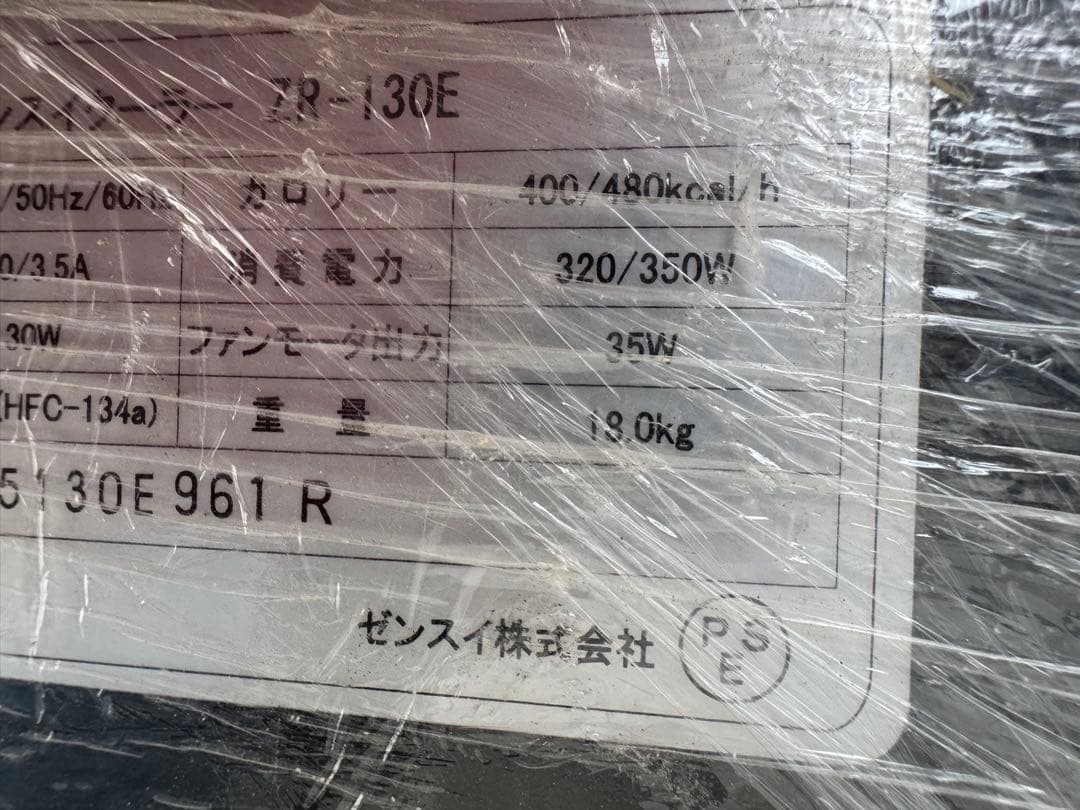 ンスイクーラー ZR-130E
/50Hz/60Hz カロリー 400/480kcal/h
0/3.5A 消費電力 320/350W
30W ファンモータ出力 35W
(HFC-134a) 重量 18.0kg
5130E961R
ゼンスイ株式会社 PSE